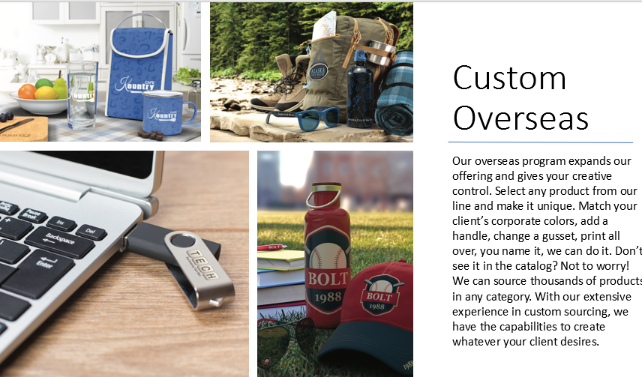 Kountry
Kountry
Kountry
Custom
Overseas
Our overseas program expands our
offering and gives your creative
control. Select any product from our
line and make it unique. Match your
client's corporate colors, add a
handle, change a gusset, print all
over, you name it, we can do it. Don't
see it in the catalog? Not to worry!
We can source thousands of products
in any category. With our extensive
experience in custom sourcing, we
have the capabilities to create
whatever your client desires.
Backspace
Enter
TECH
BOLT
1988
BOLT
1988